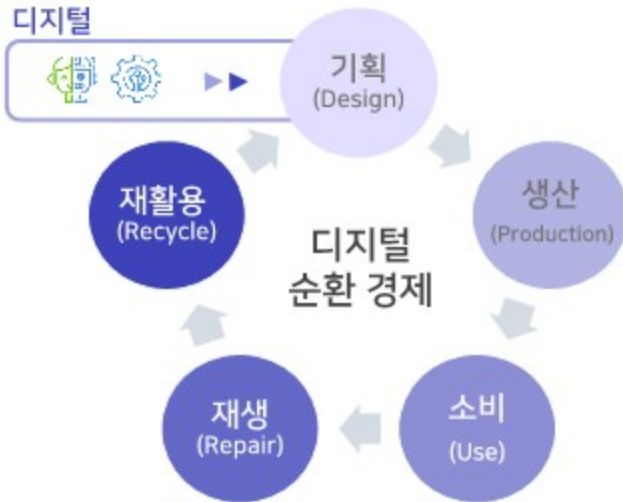 디지털
기획
(Design)
생산
(Production)
소비
(Use)
재생
(Repair)
재활용
(Recycle)
디지털
순환 경제